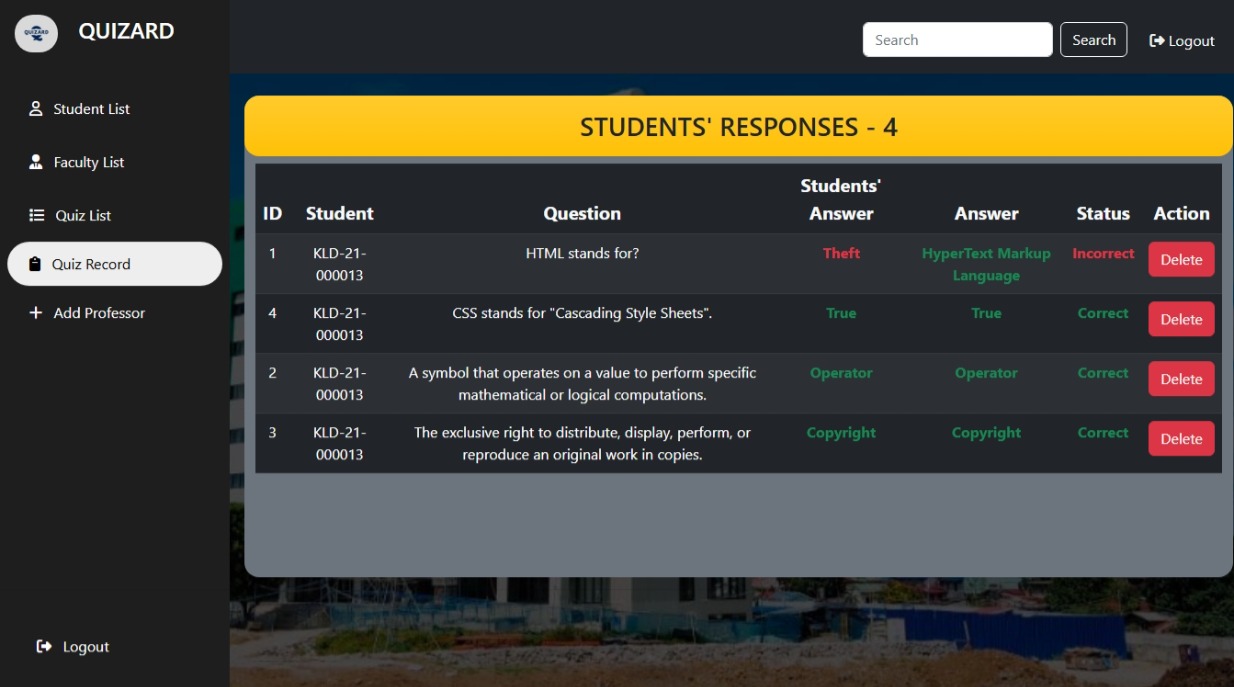 QUIZARD
QUIZARD
Search
Search
Logout
Student List
Faculty List
Quiz List
Quiz Record
Add Professor
Logout
STUDENTS' RESPONSES - 4
ID Student Question Students' Answer Answer Status Action
1 KLD-21-000013 HTML stands for? Theft HyperText Markup Language Incorrect Delete
4 KLD-21-000013 CSS stands for "Cascading Style Sheets". True True Correct Delete
2 KLD-21-000013 A symbol that operates on a value to perform specific mathematical or logical computations. Operator Operator Correct Delete
3 KLD-21-000013 The exclusive right to distribute, display, perform, or reproduce an original work in copies. Copyright Copyright Correct Delete